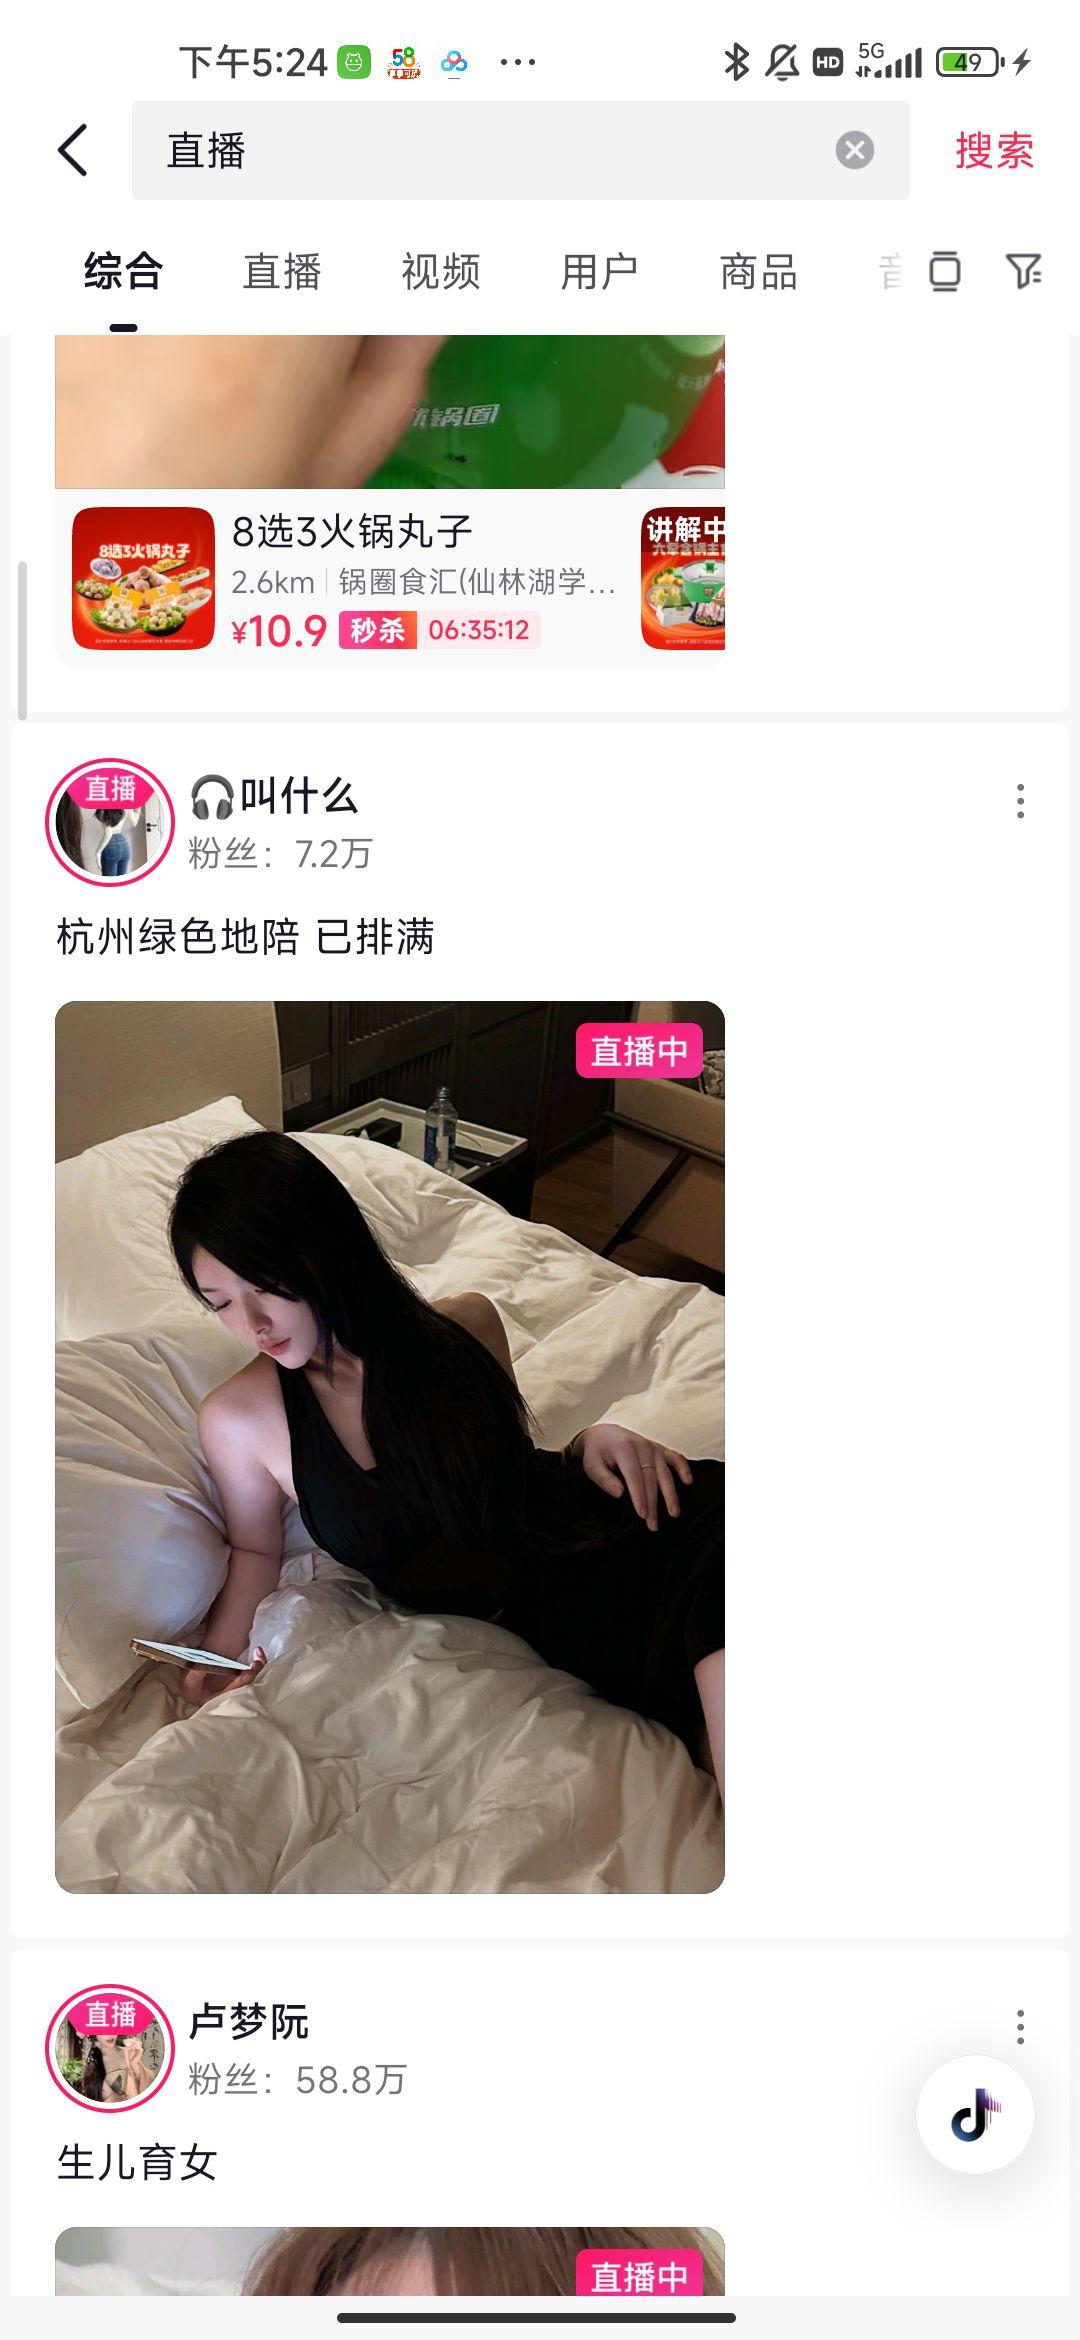 下午5:24
58
HD
5G
49
直播
搜索
综合
直播
视频
用户
商品
锅圈
8选3火锅丸子
8选3火锅丸子
2.6km
锅圈食汇(仙林湖学...
¥10.9
秒杀
06:35:12
讲解中
直播
🎧叫什么
粉丝：7.2万
杭州绿色地陪 已排满
直播中
直播
卢梦阮
粉丝：58.8万
生儿育女
直播中